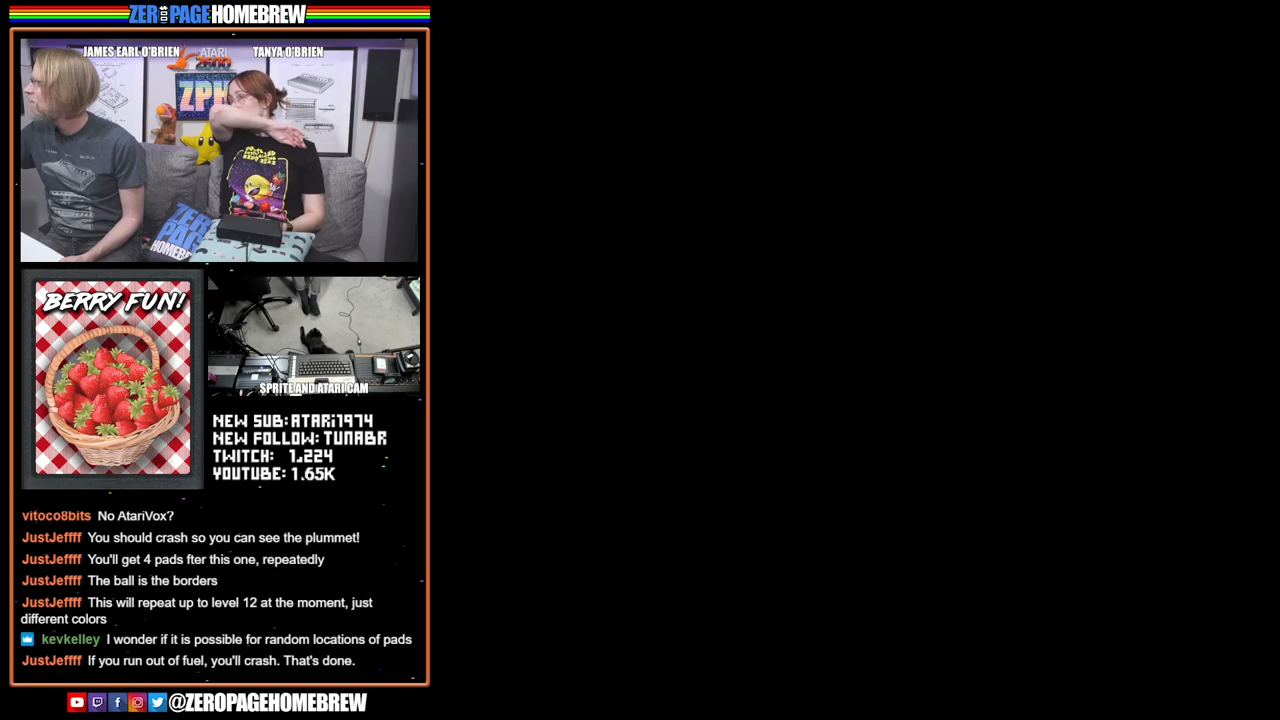 ZEROPAGEHOMEBREW
JAMES EARL O'BRIEN
ATARI
2600
TANYA O'BRIEN
ZPH
ZERO
PAGE
HOMEBREW
BERRY FUN!
SPRITE AND ATARI CAM
NEW SUB: ATARI1974
NEW FOLLOW: TUNABR
TWITCH: 1,224
YOUTUBE: 1.65K
vitoco8bits No AtariVox?
JustJeffff You should crash so you can see the plummet!
JustJeffff You'll get 4 pads fter this one, repeatedly
JustJeffff The ball is the borders
JustJeffff This will repeat up to level 12 at the moment, just
different colors
kevkelley I wonder if it is possible for random locations of pads
JustJeffff If you run out of fuel, you'll crash. That's done.
@ZEROPAGEHOMEBREW